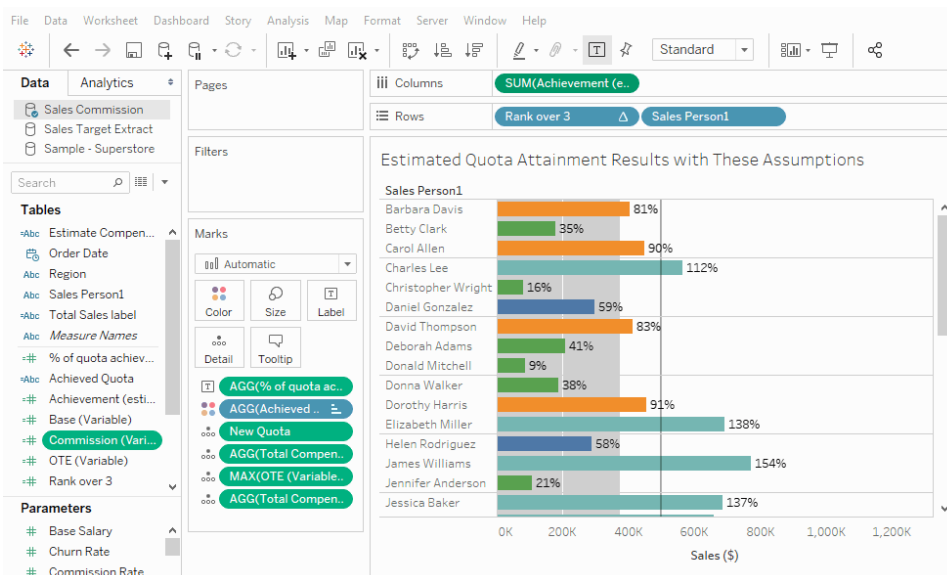 File Data Worksheet Dashboard Story Analysis Map Format Server Window Help
Standard
Data Analytics
Sales Commission
Sales Target Extract
Sample - Superstore
Search
Tables
Abc Estimate Compen...
Order Date
Abc Region
Abc Sales Person1
Abc Total Sales label
Abc Measure Names
% of quota achiev...
Abc Achieved Quota
Achievement (esti...
Base (Variable)
Commission (Vari...
OTE (Variable)
Rank over 3
Parameters
Base Salary
Churn Rate
Commission Rate
Pages
Filters
Marks
Automatic
Color Size Label
Detail Tooltip
AGG(% of quota ac..
AGG(Achieved ..
New Quota
AGG(Total Compen..
MAX(OTE (Variable..
AGG(Total Compen..
Columns SUM(Achievement (e..
Rows Rank over 3 Δ Sales Person1
Estimated Quota Attainment Results with These Assumptions
Sales Person1
Barbara Davis 81%
Betty Clark 35%
Carol Allen 90%
Charles Lee 112%
Christopher Wright 16%
Daniel Gonzalez 59%
David Thompson 83%
Deborah Adams 41%
Donald Mitchell 9%
Donna Walker 38%
Dorothy Harris 91%
Elizabeth Miller 138%
Helen Rodriguez 58%
James Williams 154%
Jennifer Anderson 21%
Jessica Baker 137%
0K 200K 400K 600K 800K 1,000K 1,200K
Sales ($)